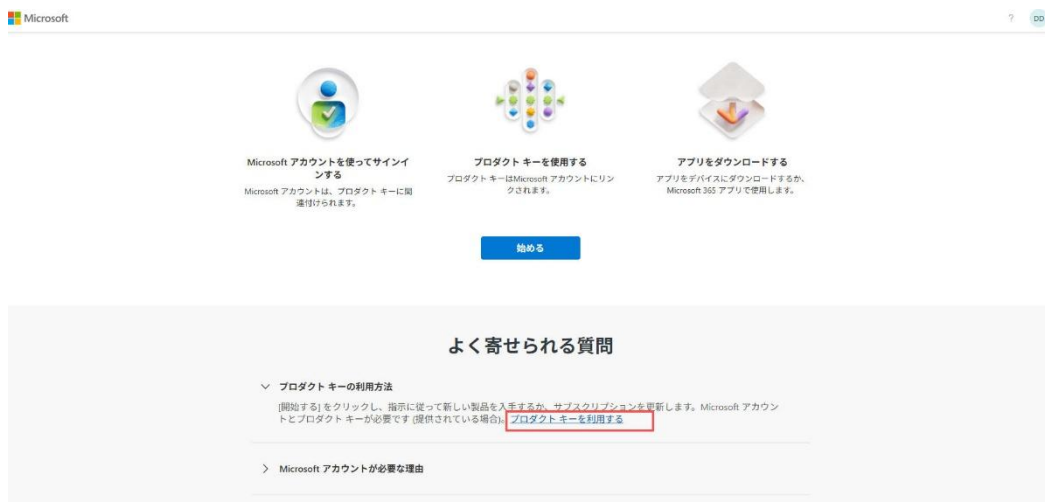 Microsoft
? DD
Microsoft アカウントを使ってサインイ
ンする
Microsoft アカウントは、プロダクト キーに関
連付けられます。
プロダクト キーを使用する
プロダクト キーはMicrosoft アカウントにリン
クされます。
アプリをダウンロードする
アプリをデバイスにダウンロードするか、
Microsoft 365 アプリで使用します。
始める
よく寄せられる質問
プロダクト キーの利用方法
[開始する] をクリックし、指示に従って新しい製品を入手するか、サブスクリプションを更新します。Microsoft アカウン
トとプロダクト キーが必要です (提供されている場合)。プロダクト キーを利用する
Microsoft アカウントが必要な理由